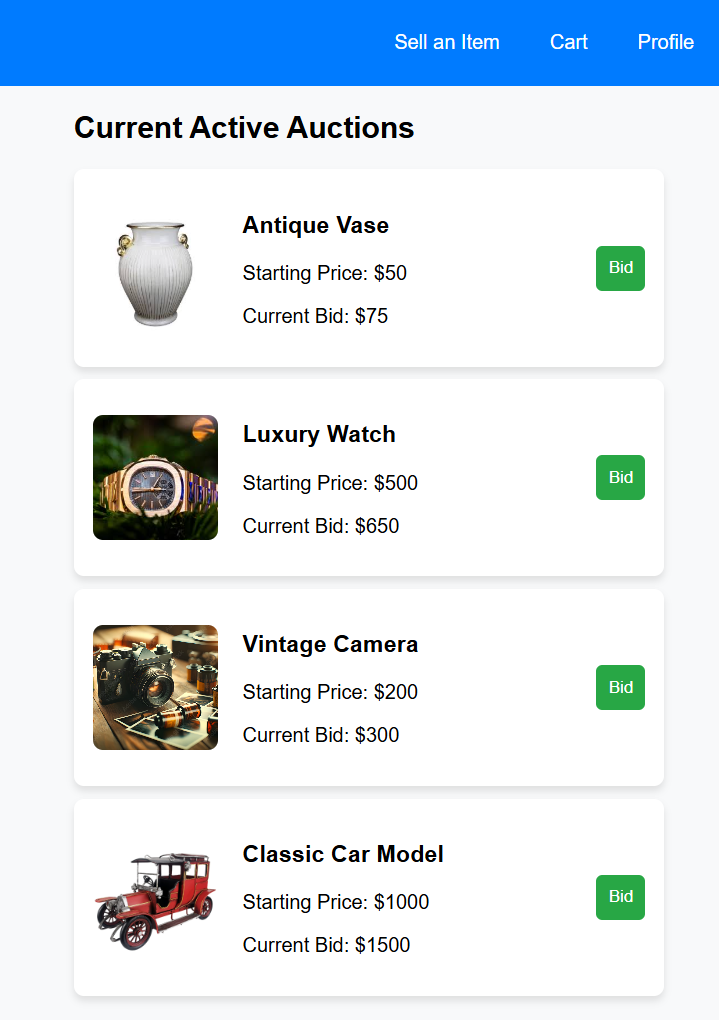 Sell an Item Cart Profile
Current Active Auctions
Antique Vase
Starting Price: $50
Bid
Current Bid: $75
Luxury Watch
Starting Price: $500
Bid
Current Bid: $650
Vintage Camera
Starting Price: $200
Bid
Current Bid: $300
Classic Car Model
Starting Price: $1000
Bid
Current Bid: $1500